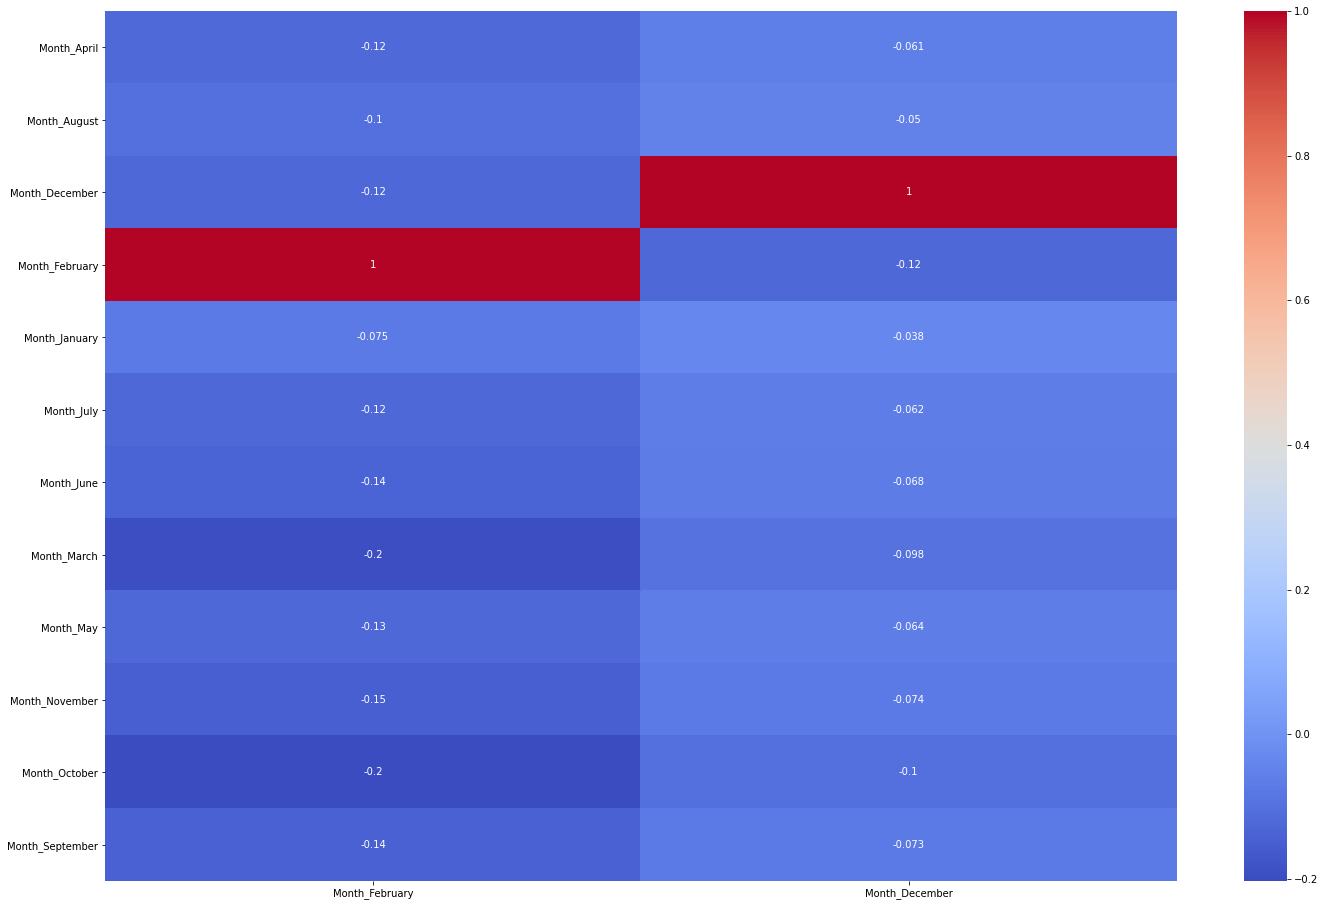 1.0
Month_April -0.12 -0.061
Month_August -0.1 -0.05
0.8
Month_December -0.12 1
Month_February 1 -0.12
0.6
Month_January -0.075 -0.038
Month_July -0.12 -0.062
0.4
Month_June -0.14 -0.068
Month_March -0.2 -0.098
0.2
Month_May -0.13 -0.064
Month_November -0.15 -0.074
0.0
Month_October -0.2 -0.1
Month_September -0.14 -0.073
−0.2
Month_February Month_December